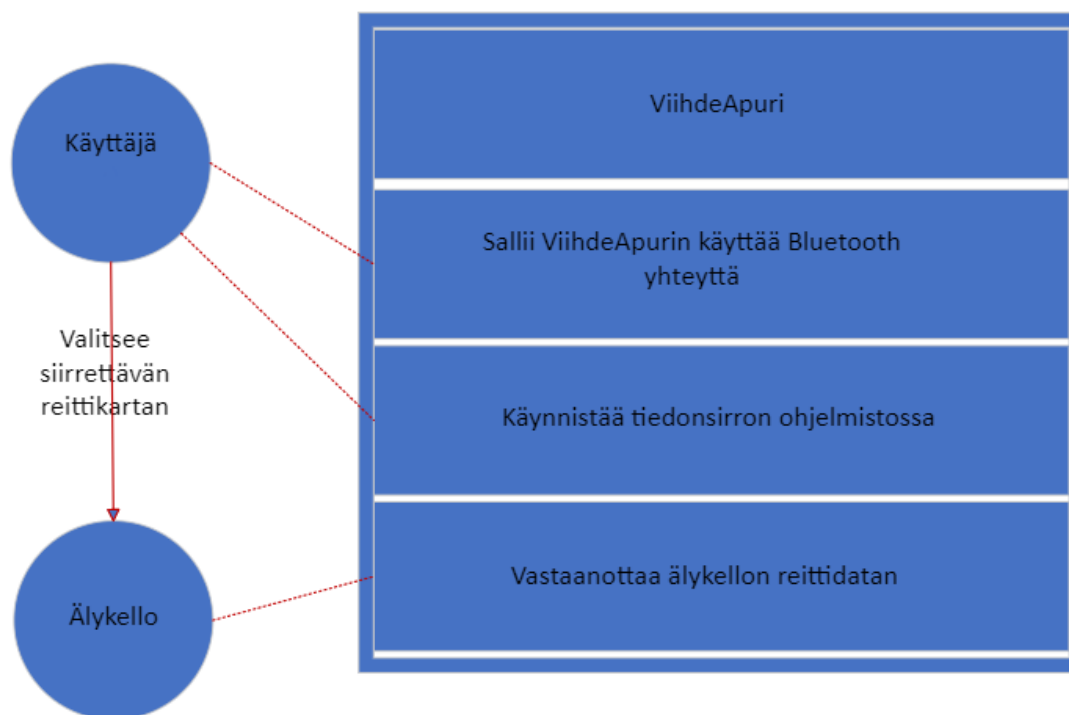 Käyttäjä
Valitsee
siirrettävän
reittikartan
Älykello
ViihdeApuri
Sallii ViihdeApurin käyttää Bluetooth
yhteyttä
Käynnistää tiedonsirron ohjelmistossa
Vastaanottaa älykellon reittidatan